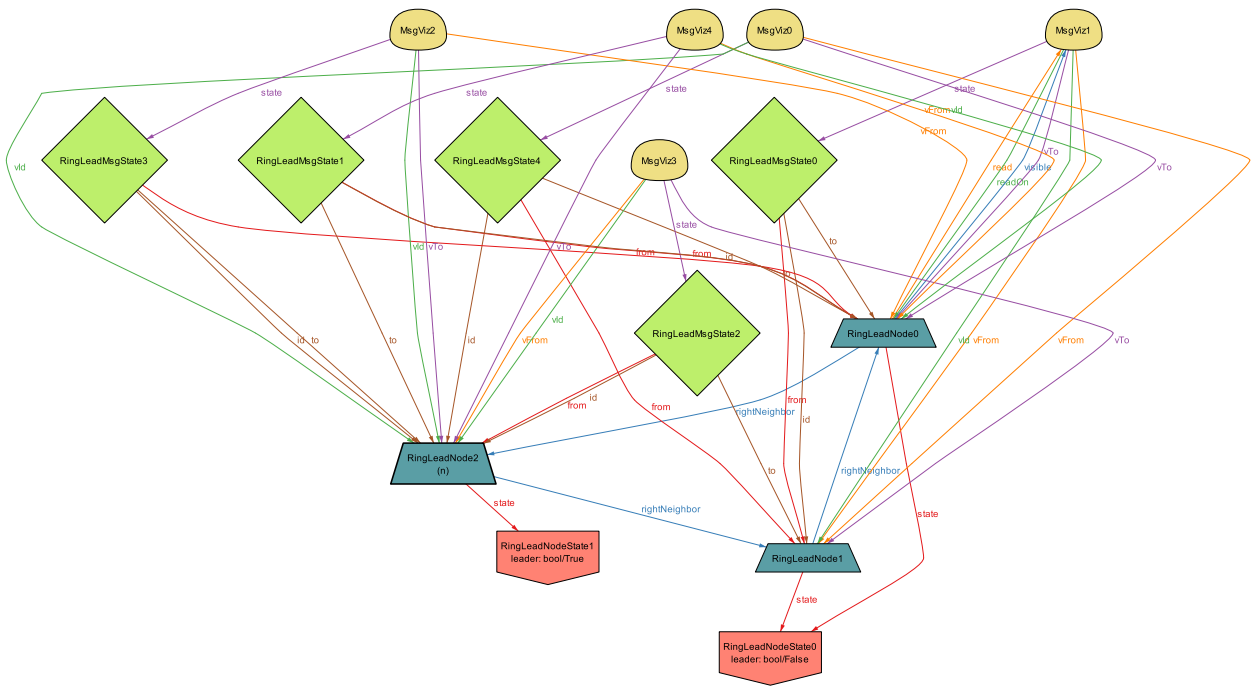 MsgViz2
MsgViz4
MsgViz0
MsgViz1
state
state
state
state
vFrom
vId
vFrom
RingLeadMsgState3
RingLeadMsgState1
RingLeadMsgState4
MsgViz3
RingLeadMsgState0
vId
vTo
vTo
read
visible
readOn
state
vId
vTo
vTo
to
from
from
id
to
RingLeadMsgState2
RingLeadNode0
id
to
to
id
vFrom
vId
vId
vFrom
vFrom
vTo
from
id
from
from
rightNeighbor
id
RingLeadNode2
(n)
to
rightNeighbor
state
rightNeighbor
state
RingLeadNodeState1
leader: bool/True
RingLeadNode1
state
RingLeadNodeState0
leader: bool/False